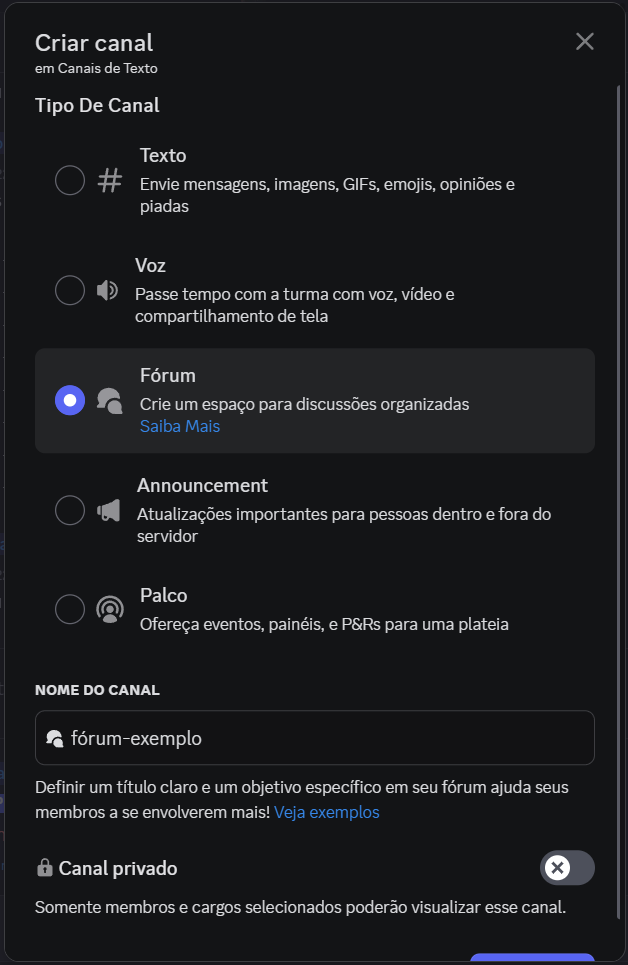 Criar canal
em Canais de Texto
Tipo De Canal
Texto
Envie mensagens, imagens, GIFs, emojis, opiniões e
piadas
Voz
Passe tempo com a turma com voz, vídeo e
compartilhamento de tela
Fórum
Crie um espaço para discussões organizadas
Saiba Mais
Announcement
Atualizações importantes para pessoas dentro e fora do
servidor
Palco
Ofereça eventos, painéis, e P&Rs para uma plateia
NOME DO CANAL
fórum-exemplo
Definir um título claro e um objetivo específico em seu fórum ajuda seus
membros a se envolverem mais! Veja exemplos
Canal privado
Somente membros e cargos selecionados poderão visualizar esse canal.